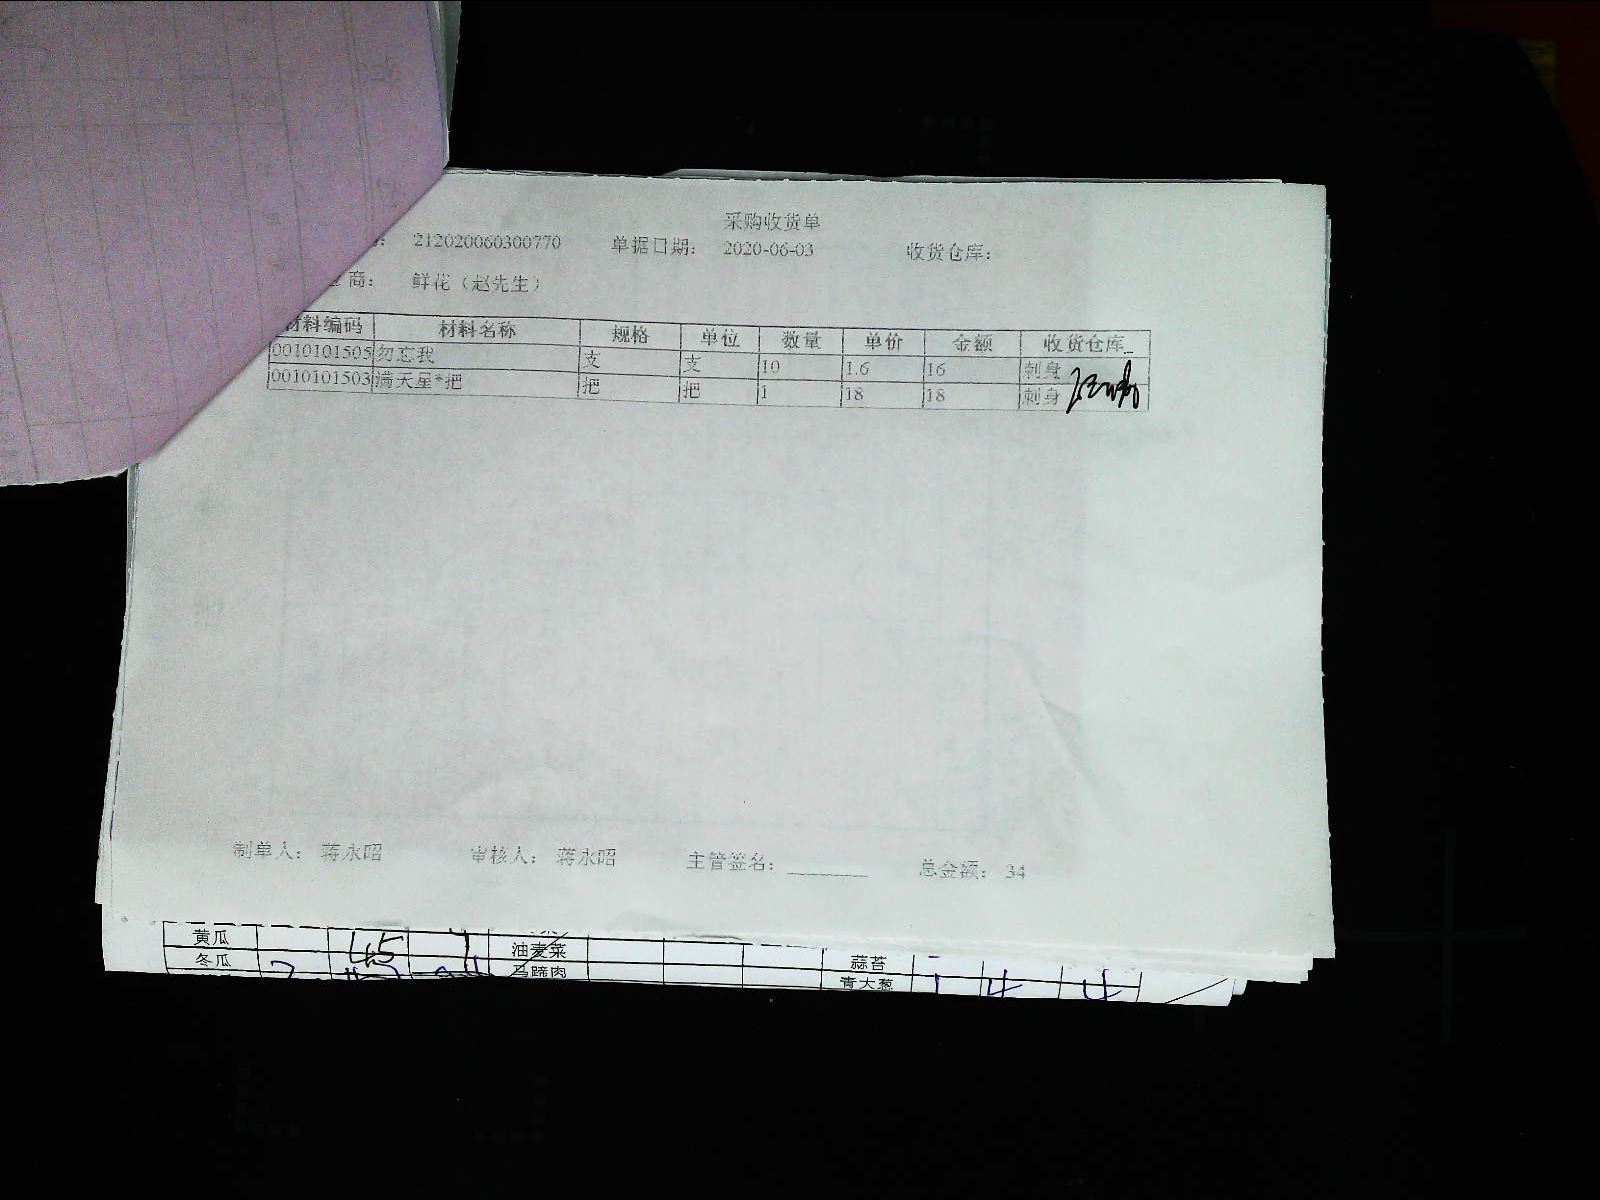 采购收货单
: 212020060300770 单据日期: 2020-06-03 收货仓库:
商: 鲜花（赵先生）
材料编码 材料名称 规格 单位 数量 单价 金额 收货仓库
0010101505 勿忘我 支 支 10 1.6 16 刺身
0010101503 满天星*把 把 把 1 18 18 刺身
制单人: 蒋永昭 审核人: 蒋永昭 主管签名: ________ 总金额: 34
黄瓜 油麦菜 蒜苔
冬瓜 马蹄肉 青大葱 1 4 4